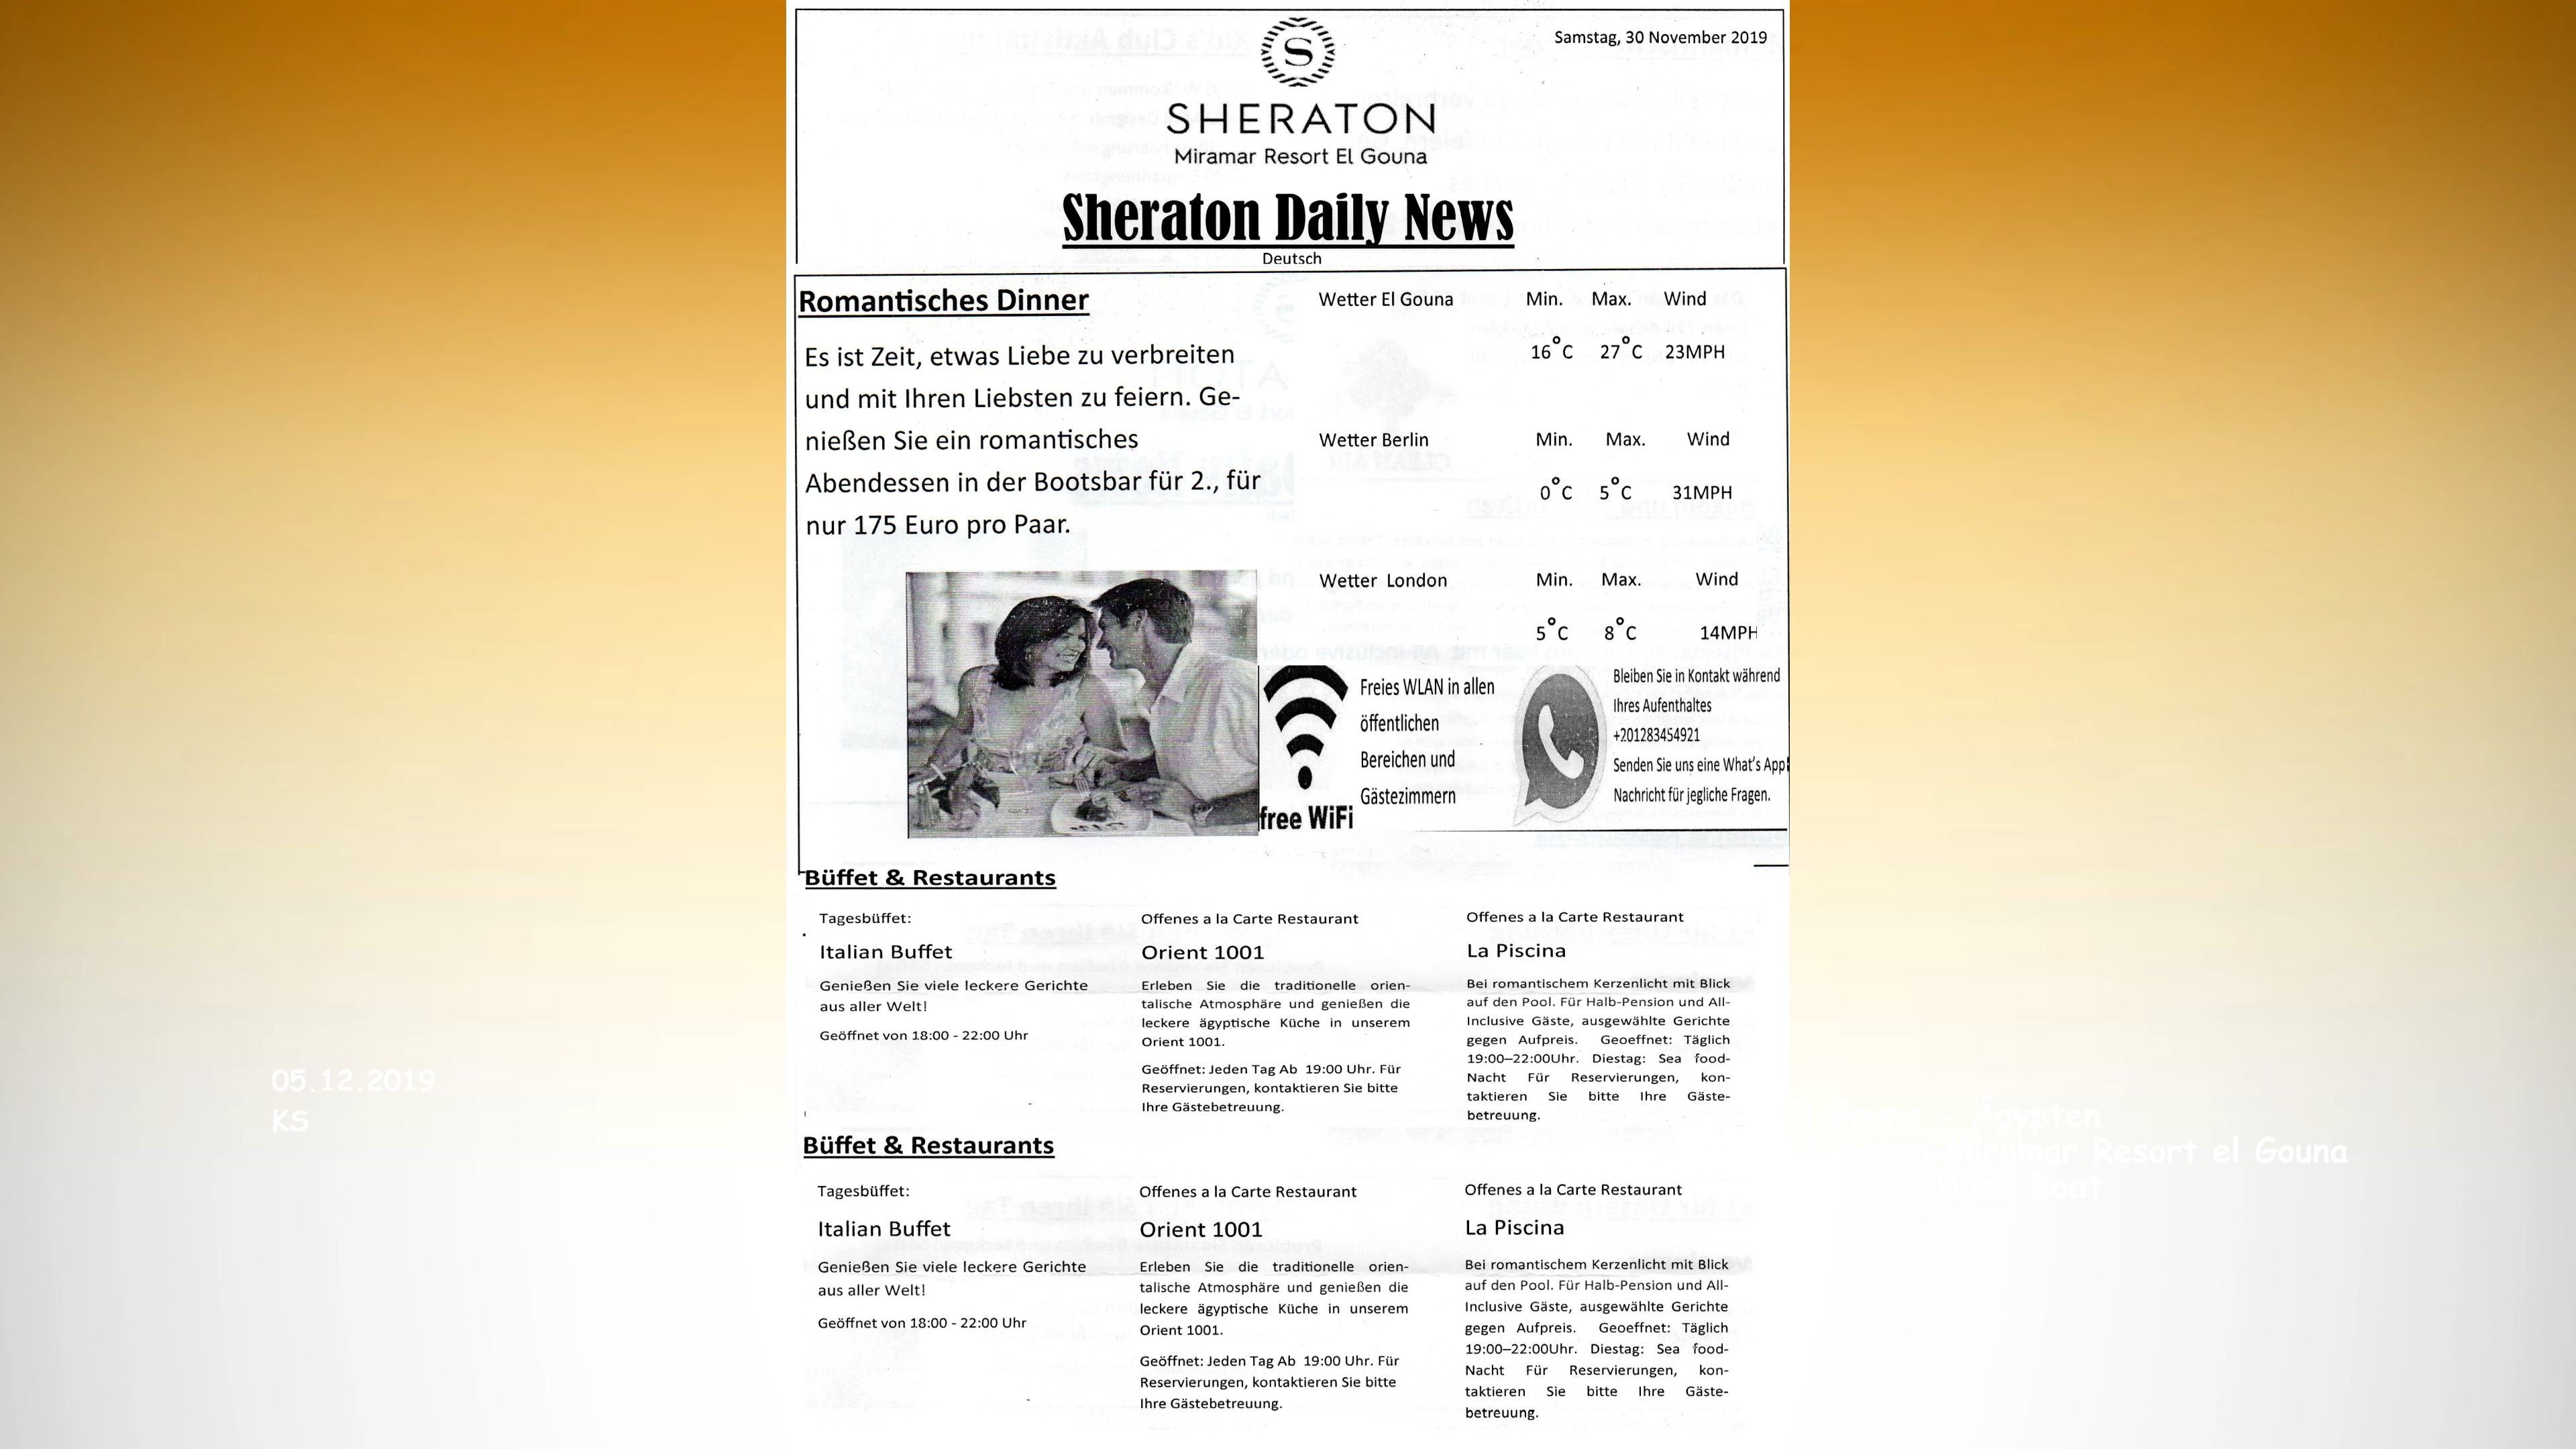 Samstag, 30 November 2019
S
SHERATON
Miramar Resort El Gouna
Sheraton Daily News
Deutsch
Romantisches Dinner
Es ist Zeit, etwas Liebe zu verbreiten
und mit Ihren Liebsten zu feiern. Ge-
nießen Sie ein romantisches
Abendessen in der Bootsbar für 2., für
nur 175 Euro pro Paar.
Wetter El Gouna Min. Max. Wind
16°C 27°C 23MPH
Wetter Berlin Min. Max. Wind
0°C 5°C 31MPH
Wetter London Min. Max. Wind
5°C 8°C 14MPH
free WiFi
Freies WLAN in allen
öffentlichen
Bereichen und
Gästezimmern
Bleiben Sie in Kontakt während
Ihres Aufenthaltes
+201283454921
Senden Sie uns eine What's App
Nachricht für jegliche Fragen.
Büffet & Restaurants
Tagesbüffet:
Italian Buffet
Genießen Sie viele leckere Gerichte
aus aller Welt!
Geöffnet von 18:00 - 22:00 Uhr
Offenes a la Carte Restaurant
Orient 1001
Erleben Sie die traditionelle orien-
talische Atmosphäre und genießen die
leckere ägyptische Küche in unserem
Orient 1001.
Geöffnet: Jeden Tag Ab 19:00 Uhr. Für
Reservierungen, kontaktieren Sie bitte
Ihre Gästebetreuung.
Offenes a la Carte Restaurant
La Piscina
Bei romantischem Kerzenlicht mit Blick
auf den Pool. Für Halb-Pension und All-
Inclusive Gäste, ausgewählte Gerichte
gegen Aufpreis. Geoeffnet: Täglich
19:00–22:00Uhr. Diestag: Sea food-
Nacht Für Reservierungen, kon-
taktieren Sie bitte Ihre Gäste-
betreuung.
Büffet & Restaurants
Tagesbüffet:
Italian Buffet
Genießen Sie viele leckere Gerichte
aus aller Welt!
Geöffnet von 18:00 - 22:00 Uhr
Offenes a la Carte Restaurant
Orient 1001
Erleben Sie die traditionelle orien-
talische Atmosphäre und genießen die
leckere ägyptische Küche in unserem
Orient 1001.
Geöffnet: Jeden Tag Ab 19:00 Uhr. Für
Reservierungen, kontaktieren Sie bitte
Ihre Gästebetreuung.
Offenes a la Carte Restaurant
La Piscina
Bei romantischem Kerzenlicht mit Blick
auf den Pool. Für Halb-Pension und All-
Inclusive Gäste, ausgewählte Gerichte
gegen Aufpreis. Geoeffnet: Täglich
19:00–22:00Uhr. Diestag: Sea food-
Nacht Für Reservierungen, kon-
taktieren Sie bitte Ihre Gäste-
betreuung.
05.12.2019
KS
Gouna - Ägypten
Miramar Resort el Gouna
Wine Boat